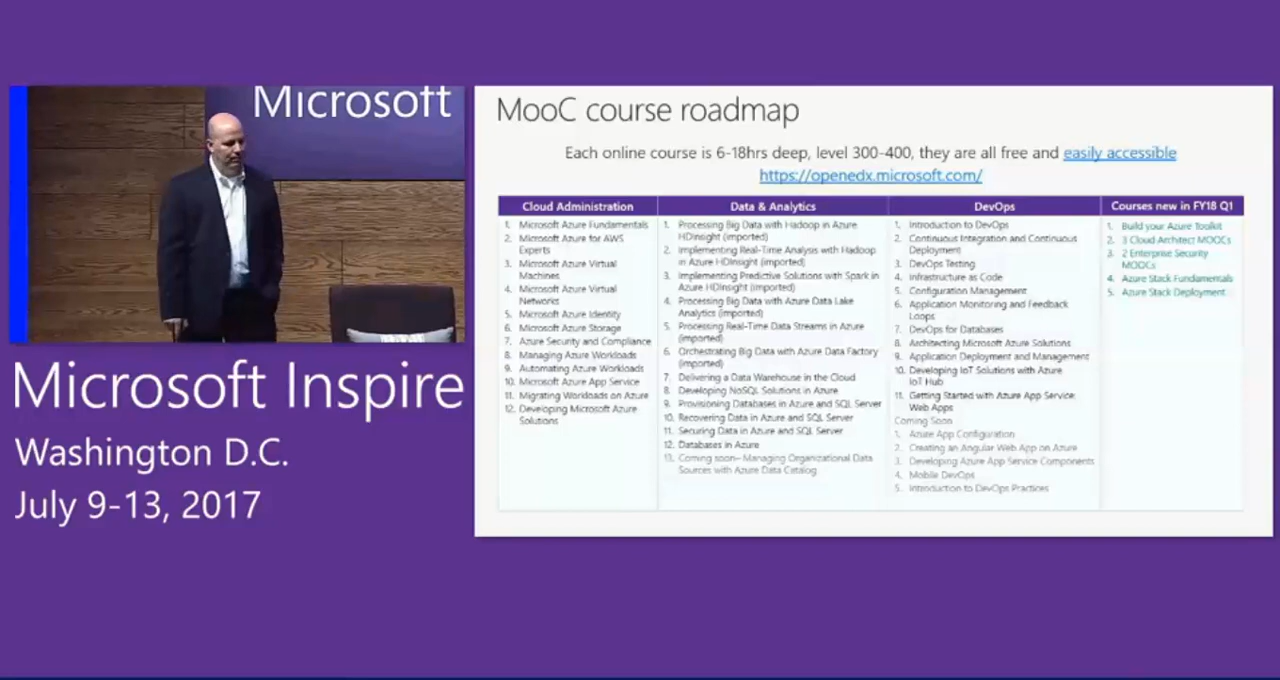 Microsoft
Microsoft Inspire
Washington D.C.
July 9-13, 2017
MooC course roadmap
Each online course is 6-18hrs deep, level 300-400, they are all free and easily accessible
https://openedx.microsoft.com/
Cloud Administration
1. Microsoft Azure Fundamentals
2. Microsoft Azure for AWS
Experts
3. Microsoft Azure Virtual
Machines
4. Microsoft Azure Virtual
Networks
5. Microsoft Azure Identity
6. Microsoft Azure Storage
7. Azure Security and Compliance
8. Managing Azure Workloads
9. Automating Azure Workloads
10. Microsoft Azure App Service
11. Migrating Workloads on Azure
12. Developing Microsoft Azure
Solutions
Data & Analytics
1. Processing Big Data with Hadoop in Azure
HDInsight (imported)
2. Implementing Real-Time Analysis with Hadoop
in Azure HDInsight (imported)
3. Implementing Predictive Solutions with Spark in
Azure HDInsight (imported)
4. Processing Big Data with Azure Data Lake
Analytics (imported)
5. Processing Real-Time Data Streams in Azure
(imported)
6. Orchestrating Big Data with Azure Data Factory
(imported)
7. Delivering a Data Warehouse in the Cloud
8. Developing NoSQL Solutions in Azure
9. Provisioning Databases in Azure and SQL Server
10. Recovering Data in Azure and SQL Server
11. Securing Data in Azure and SQL Server
12. Databases in Azure
13. Coming soon– Managing Organizational Data
Sources with Azure Data Catalog
DevOps
1. Introduction to DevOps
2. Continuous Integration and Continuous
Deployment
3. DevOps Testing
4. Infrastructure as Code
5. Configuration Management
6. Application Monitoring and Feedback
Loops
7. DevOps for Databases
8. Architecting Microsoft Azure Solutions
9. Application Deployment and Management
10. Developing IoT Solutions with Azure
IoT Hub
11. Getting Started with Azure App Service
Web Apps
Coming Soon
1. Azure App Configuration
2. Creating an Angular Web App on Azure
3. Developing Azure App Service Components
4. Mobile DevOps
5. Introduction to DevOps Practices
Courses new in FY18 Q1
1. Build your Azure Toolkit
2. 3 Cloud Architect MOOCs
3. 2 Enterprise Security
MOOCs
4. Azure Stack Fundamentals
5. Azure Stack Deployment